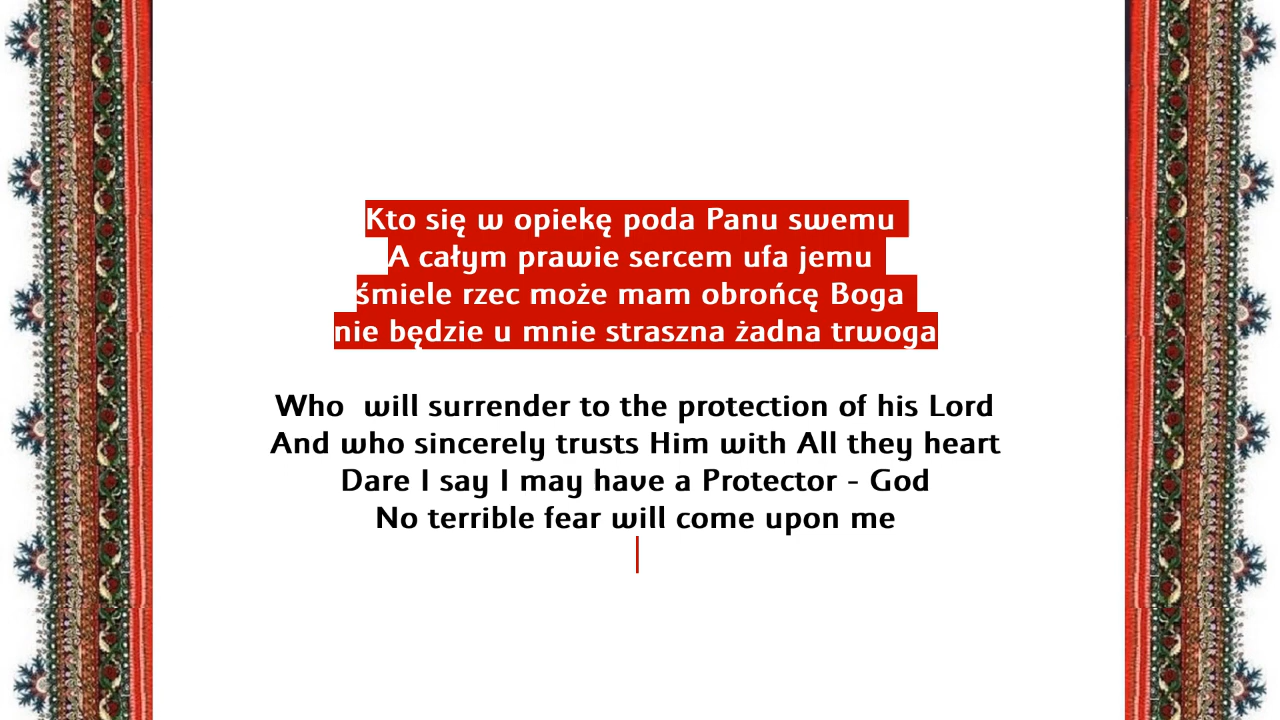 Kto się w opiekę poda Panu swemu
A całym prawie sercem ufa jemu
śmiele rzec może mam obrońcę Boga
nie będzie u mnie straszna żadna trwoga
Who  will surrender to the protection of his Lord
And who sincerely trusts Him with All they heart
Dare I say I may have a Protector - God
No terrible fear will come upon me